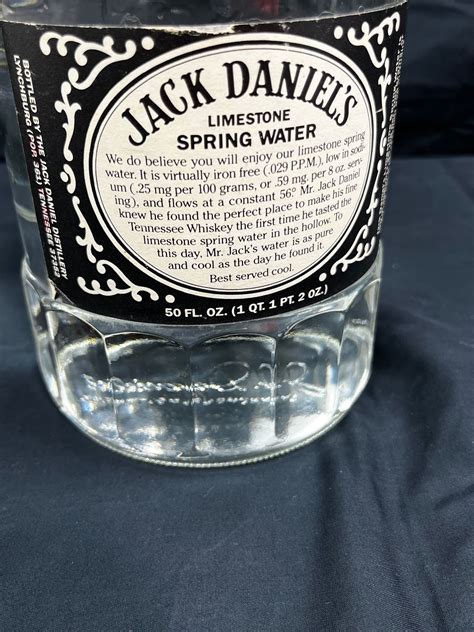 JACK DANIEL'S
LIMESTONE
SPRING WATER
We do believe you will enjoy our limestone spring
water. It is virtually iron free (.029 P.P.M.), low in sodi-
um (.25 mg per 100 grams, or .59 mg. per 8 oz. serv-
ing), and flows at a constant 56° Mr. Jack Daniel
knew he found the perfect place to make his fine
Tennessee Whiskey the first time he tasted the
limestone spring water in the hollow. To
this day, Mr. Jack's water is as pure
and cool as the day he found it.
Best served cool.
50 FL. OZ. (1 QT. 1 PT. 2 OZ.)
BOTTLED BY THE JACK DANIEL DISTILLERY
LYNCHBURG (POP. 361) TENNESSEE 37352